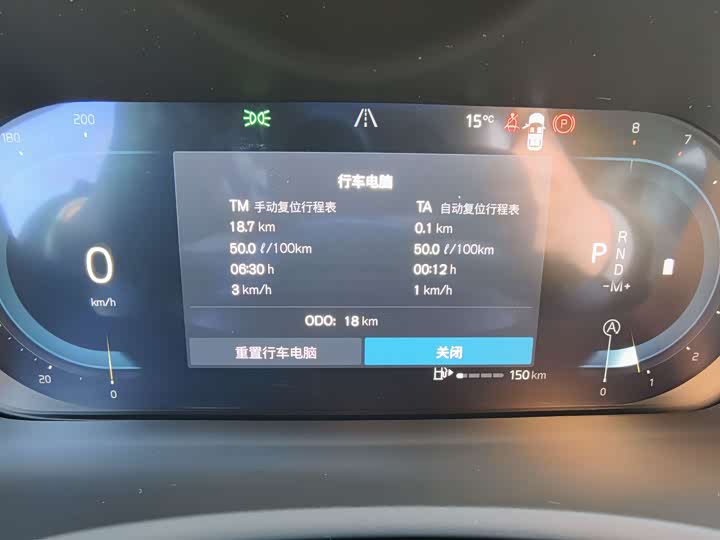 180
200
15℃
P
8
7
行车电脑
TM 手动复位行程表
18.7 km
50.0 ℓ/100km
06:30 h
3 km/h
TA 自动复位行程表
0.1 km
50.0 ℓ/100km
00:12 h
1 km/h
ODO: 18 km
重置行车电脑
关闭
0
km/h
P
R
N
D
-M+
A
150 km
20
0
0
1
2